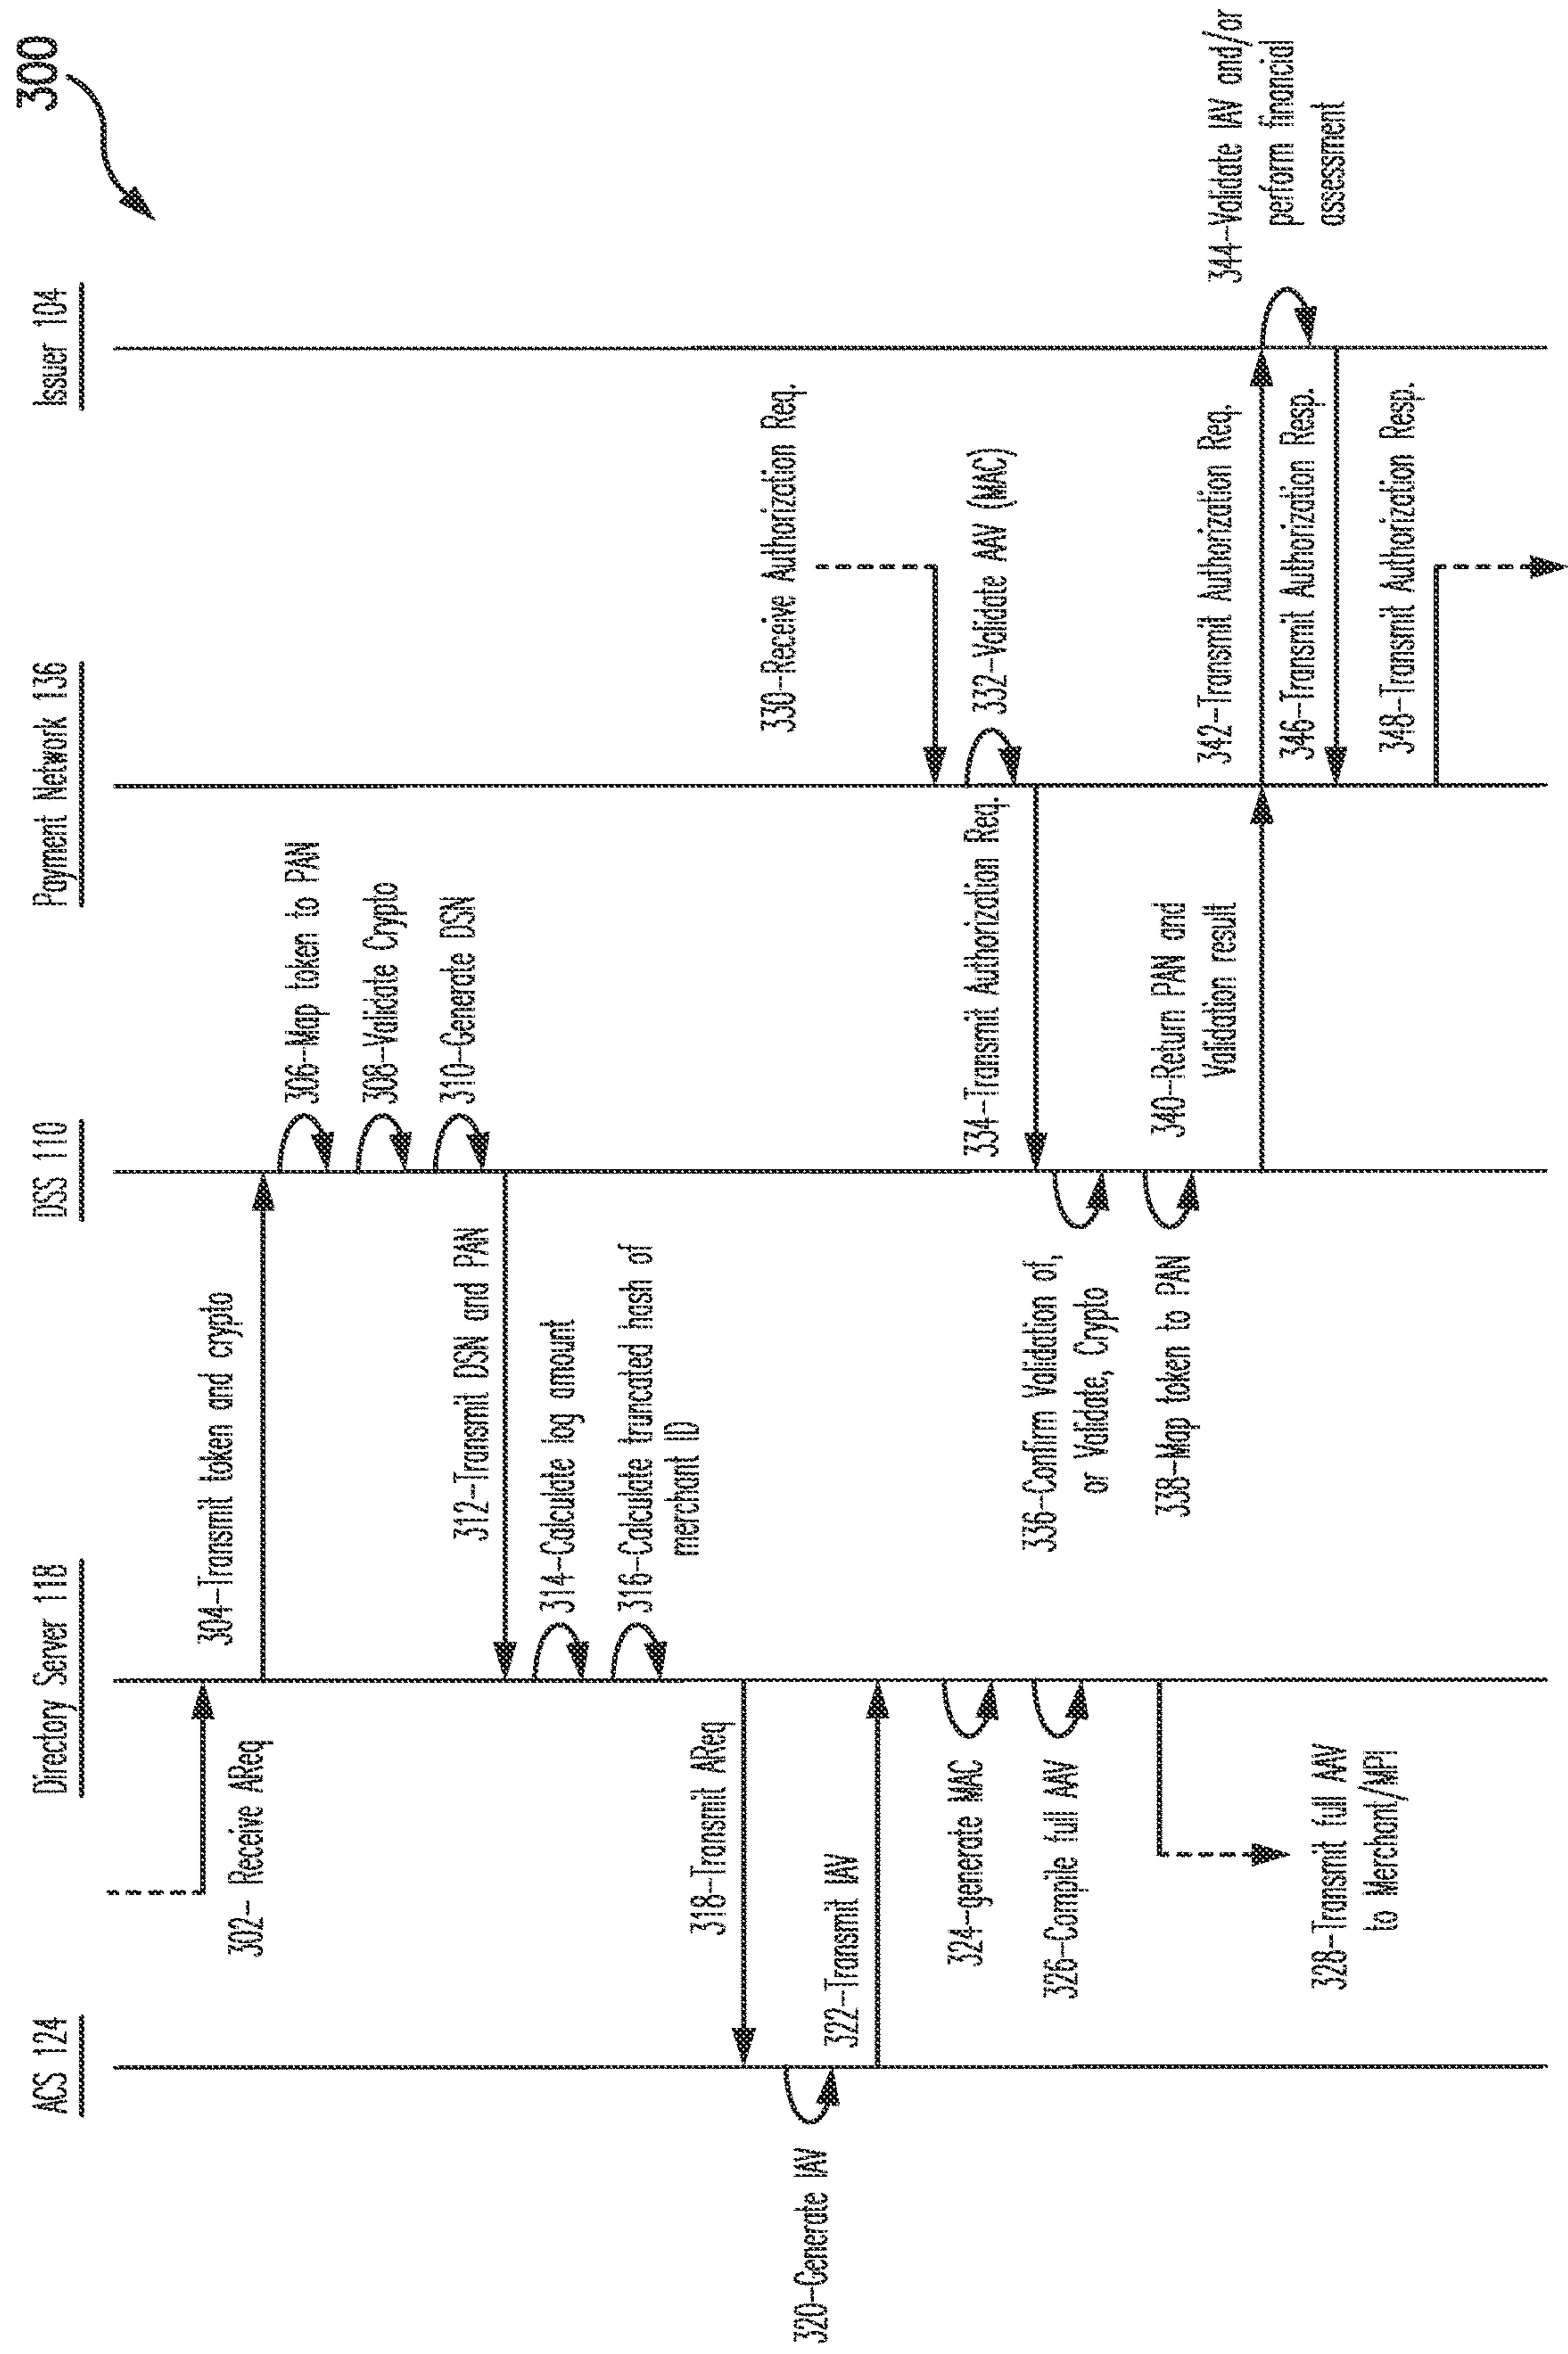 300
ACS 124
Directory Server 118
DSS 110
Payment Network 136
Issuer 104
302- Receive AReq
304-Transmit token and crypto
306-Map token to PAN
308-Validate Crypto
310-Generate DSN
312-Transmit DSN and PAN
314-Calculate log amount
316-Calculate truncated hash of
merchant ID
318-Transmit AReq
320-Generate IAV
322-Transmit IAV
324-generate MAC
326-Compile full AAV
328-Transmit full AAV
to Merchant/MPI
330-Receive Authorization Req.
332-Validate AAV (MAC)
334-Transmit Authorization Req.
336-Confirm Validation of,
or Validate, Crypto
338-Map token to PAN
340-Return PAN and
Validation result
342-Transmit Authorization Req.
344-Validate IAV and/or
perform financial
assessment
346-Transmit Authorization Resp.
348-Transmit Authorization Resp.